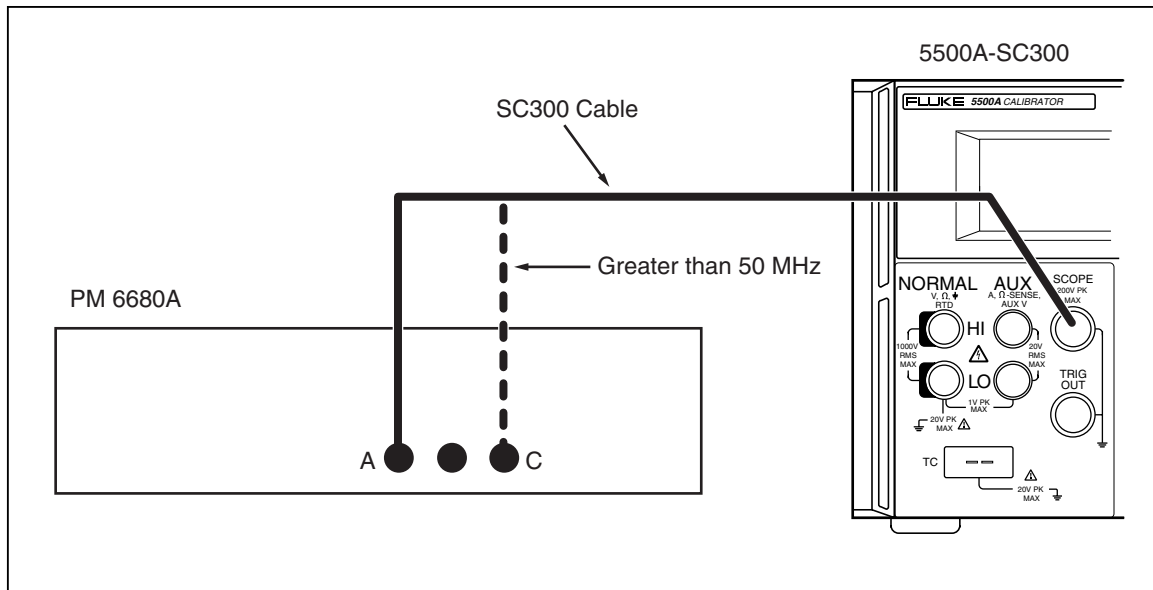 5500A-SC300
FLUKE 5500A CALIBRATOR
SC300 Cable
Greater than 50 MHz
PM 6680A
A
C
NORMAL
V, Ω,
RTD
AUX
A, Ω-SENSE,
AUX V
SCOPE
200V PK
MAX
HI
1000V
RMS
MAX
20V
RMS
MAX
LO
TRIG
OUT
1V PK
MAX
20V PK
MAX
TC
20V PK
MAX